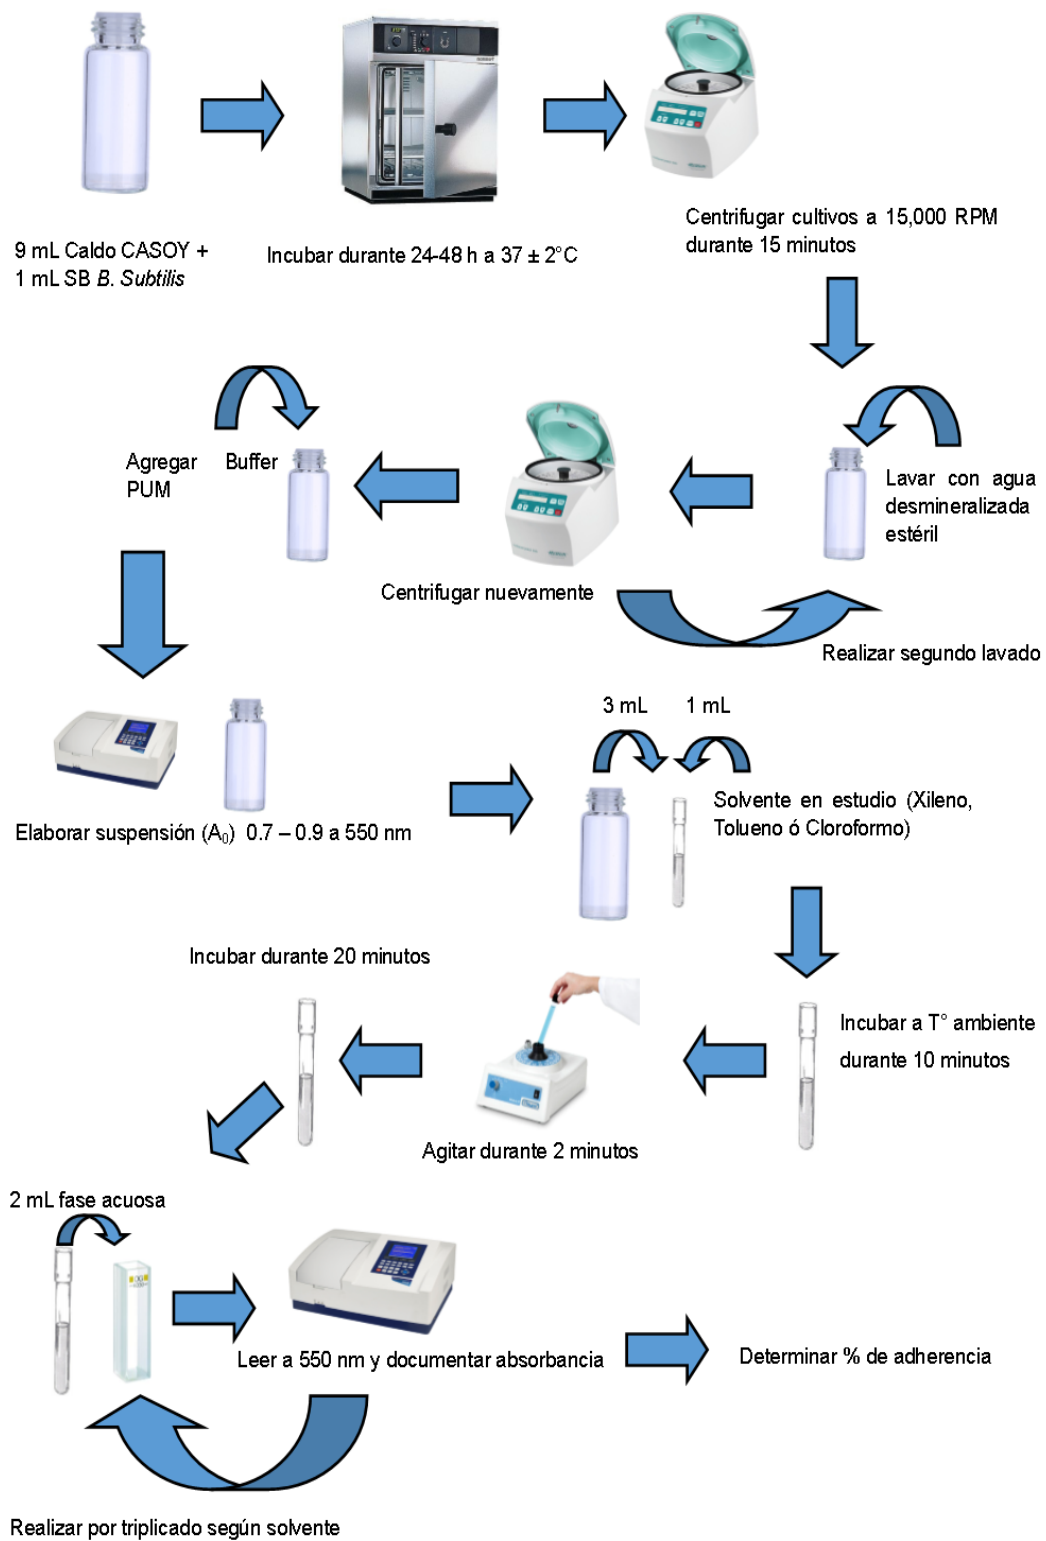 9 mL Caldo CASOY +
1 mL SB B. Subtilis
Incubar durante 24-48 h a 37 ± 2°C
Centrifugar cultivos a 15,000 RPM
durante 15 minutos
Agregar Buffer
PUM
Centrifugar nuevamente
Lavar con agua
desmineralizada
estéril
Realizar segundo lavado
3 mL 1 mL
Elaborar suspensión (A₀) 0.7 – 0.9 a 550 nm
Solvente en estudio (Xileno,
Tolueno ó Cloroformo)
Incubar durante 20 minutos
Incubar a T° ambiente
durante 10 minutos
Agitar durante 2 minutos
2 mL fase acuosa
Leer a 550 nm y documentar absorbancia
Determinar % de adherencia
Realizar por triplicado según solvente